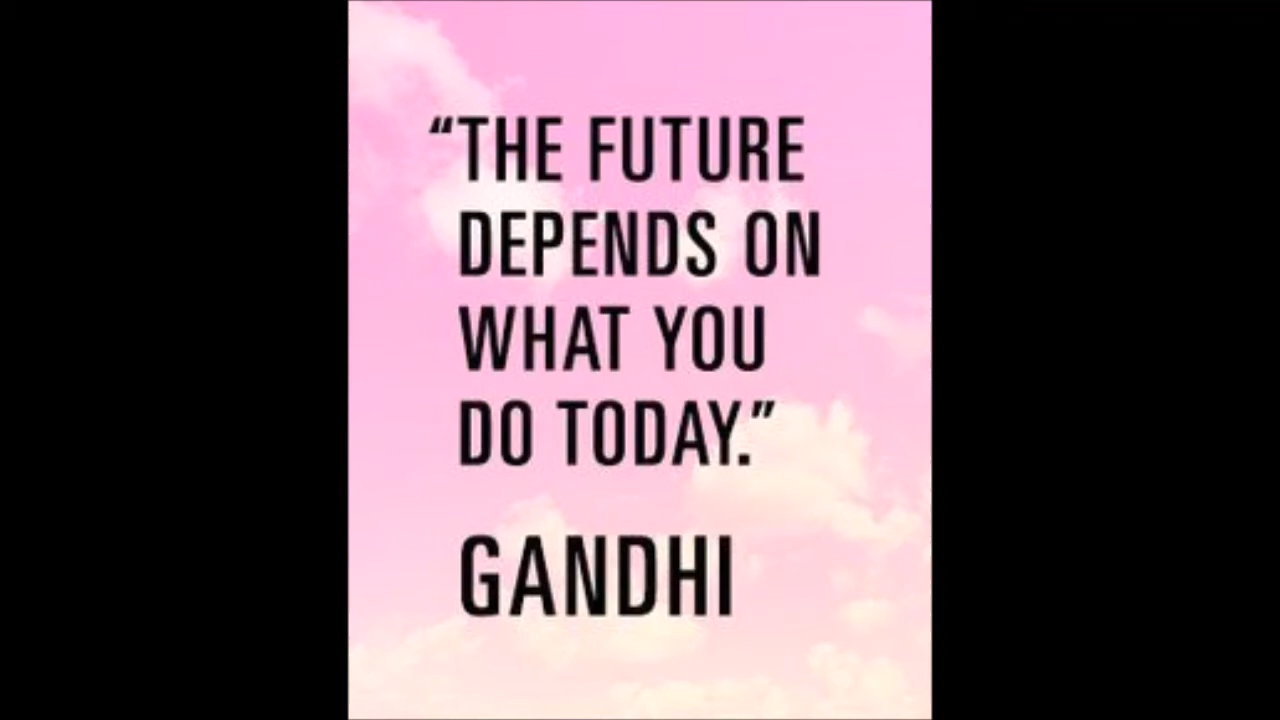 “THE FUTURE
DEPENDS ON
WHAT YOU
DO TODAY.”
GANDHI